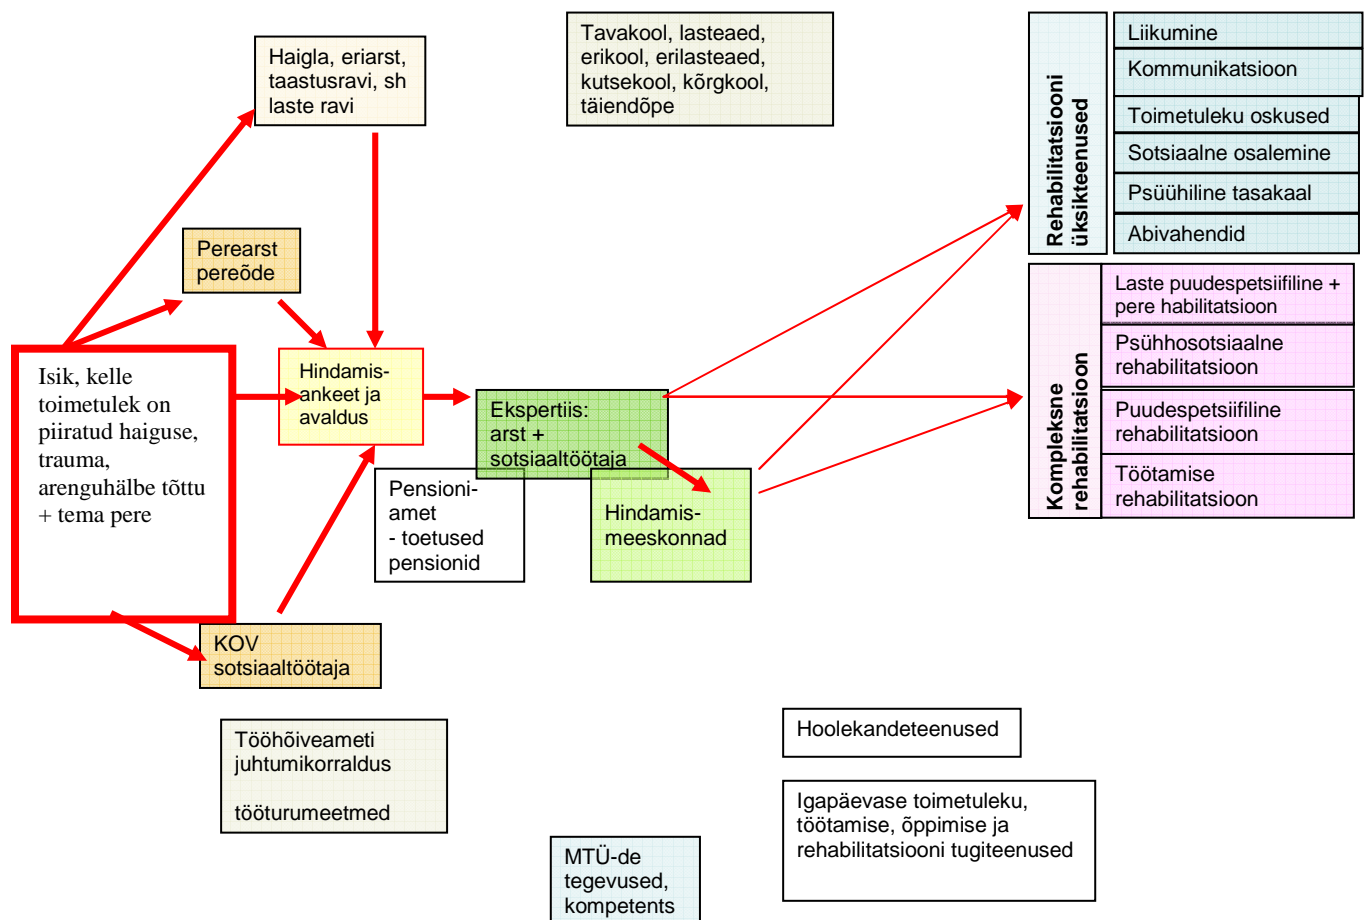 Haigla, eriarst,
taastusravi, sh
laste ravi
Tavakool, lasteaed,
erikool, erilasteaed,
kutsekool, kõrgkool,
täiendõpe
Rehabilitatsiooni
üksikteenused
Liikumine
Kommunikatsioon
Toimetuleku oskused
Sotsiaalne osalemine
Psüühiline tasakaal
Abivahendid
Perearst
pereõde
Kompleksne
rehabilitatsioon
Laste puudespetsiifiline +
pere habilitatsioon
Psühhosotsiaalne
rehabilitatsioon
Puudespetsiifiline
rehabilitatsioon
Töötamise
rehabilitatsioon
Isik, kelle
toimetulek on
piiratud haiguse,
trauma,
arenguhälbe tõttu
+ tema pere
Hindamis-
ankeet ja
avaldus
Ekspertiis:
arst +
sotsiaaltöötaja
Pensioni-
amet
- toetused
pensionid
Hindamis-
meeskonnad
KOV
sotsiaaltöötaja
Tööhõiveameti
juhtumikorraldus
tööturumeetmed
Hoolekandeteenused
Igapäevase toimetuleku,
töötamise, õppimise ja
rehabilitatsiooni tugiteenused
MTÜ-de
tegevused,
kompetents